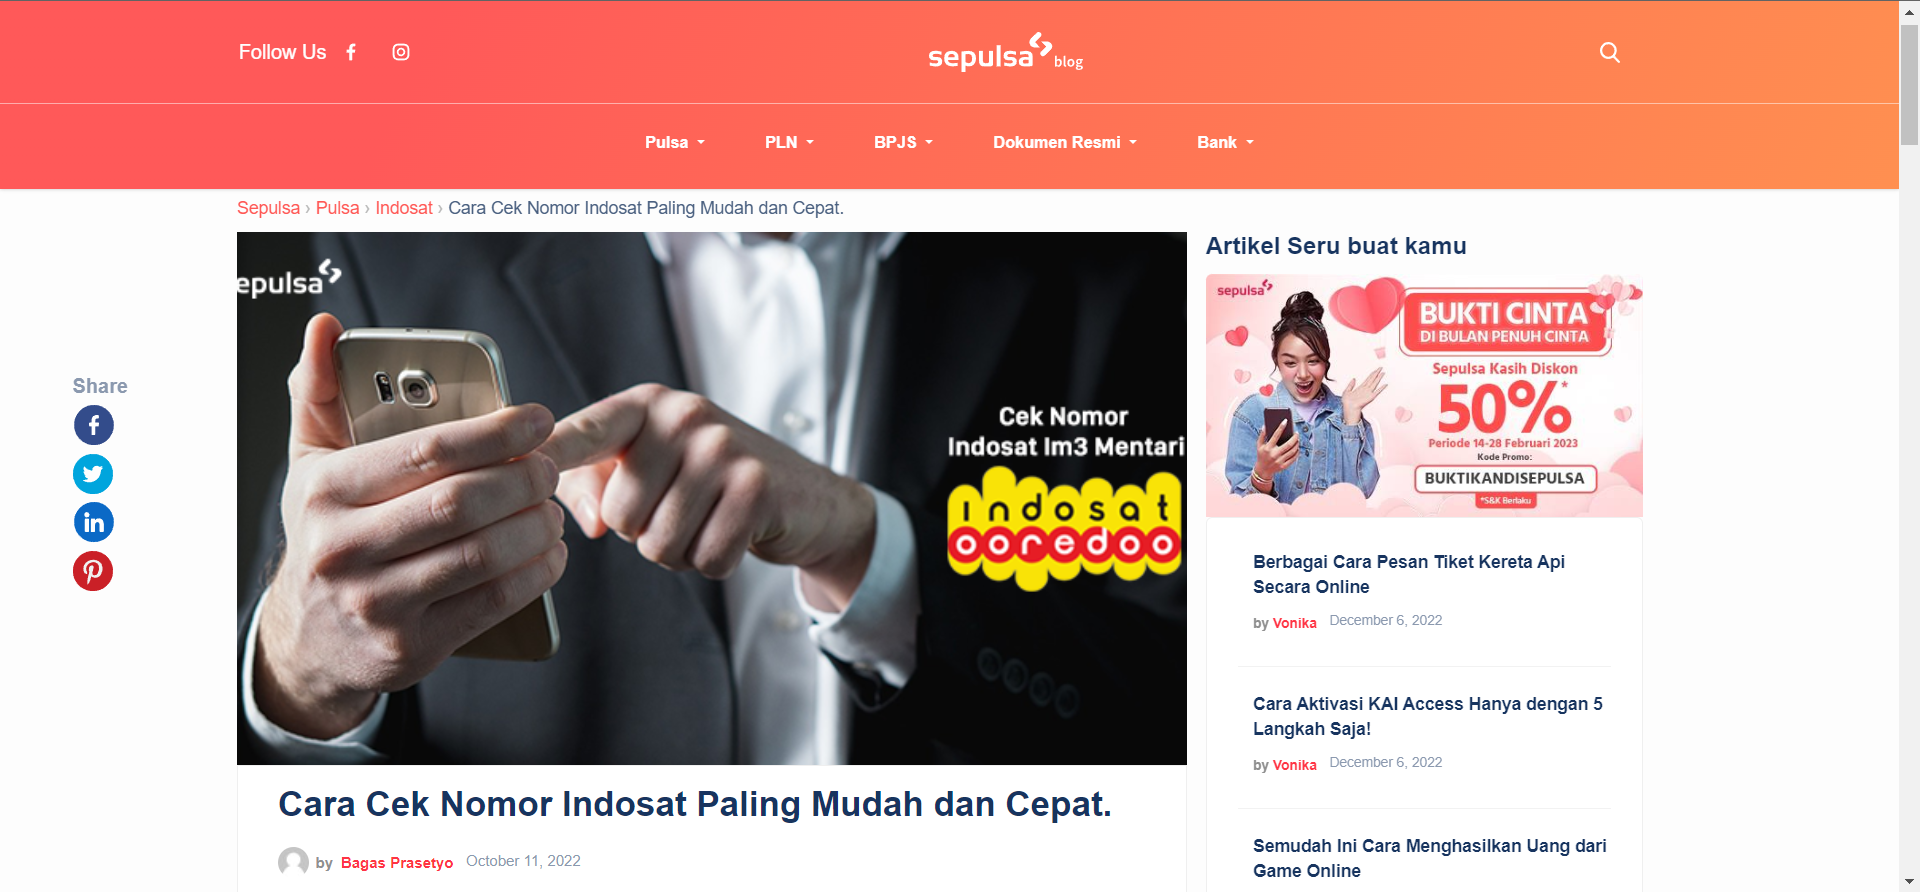 Follow Us
sepulsa blog
Pulsa
PLN
BPJS
Dokumen Resmi
Bank
Sepulsa › Pulsa › Indosat › Cara Cek Nomor Indosat Paling Mudah dan Cepat.
Share
epulsa
Cek Nomor
Indosat Im3 Mentari
indosat
ooredoo
Cara Cek Nomor Indosat Paling Mudah dan Cepat.
by Bagas Prasetyo October 11, 2022
Artikel Seru buat kamu
sepulsa
BUKTI CINTA
DI BULAN PENUH CINTA
Sepulsa Kasih Diskon
50%*
Periode 14-28 Februari 2023
Kode Promo:
BUKTIKANDISEPULSA
*S&K Berlaku
Berbagai Cara Pesan Tiket Kereta Api
Secara Online
by Vonika December 6, 2022
Cara Aktivasi KAI Access Hanya dengan 5
Langkah Saja!
by Vonika December 6, 2022
Semudah Ini Cara Menghasilkan Uang dari
Game Online